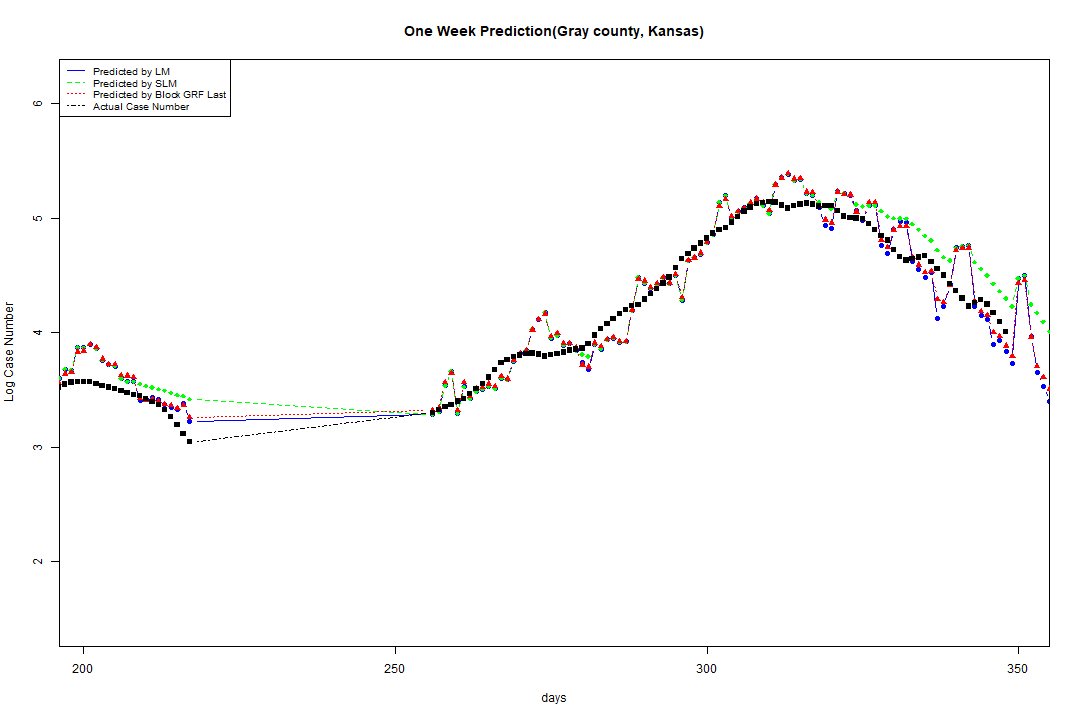 One Week Prediction(Gray county, Kansas)
Predicted by LM
Predicted by SLM
Predicted by Block GRF Last
Actual Case Number
6
5
4
3
2
Log Case Number
200 250 300 350
days